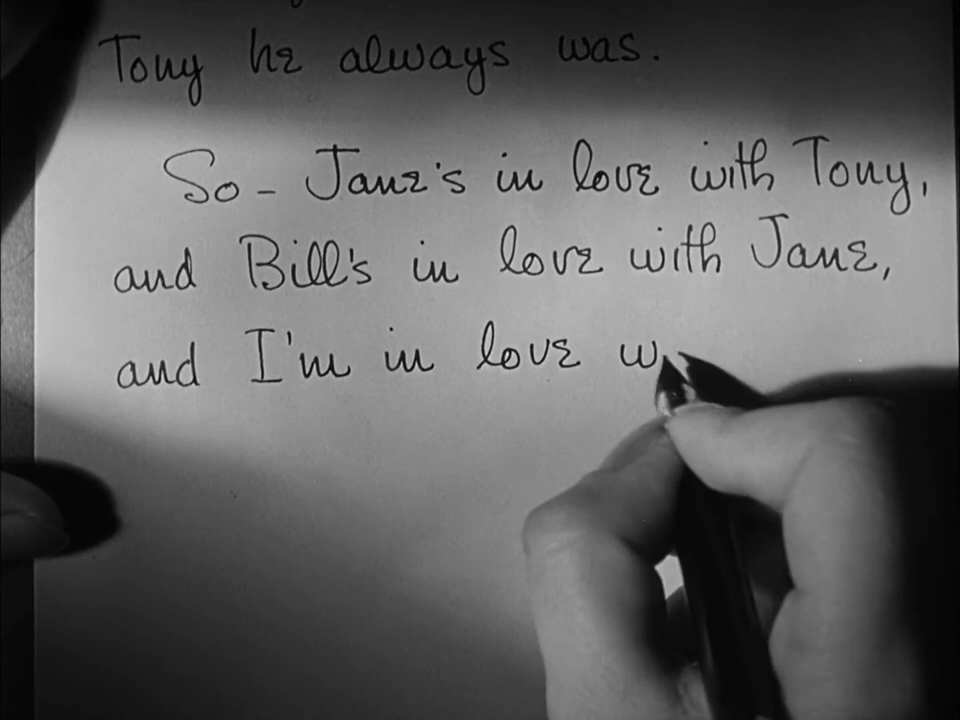 Tony he always was.
So - Jane's in love with Tony,
and Bill's in love with Jane,
and I'm in love w